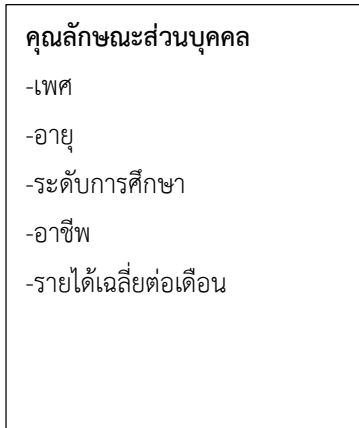 คุณลักษณะส่วนบุคคล
-เพศ
-อายุ
-ระดับการศึกษา
-อาชีพ
-รายได้เฉลี่ยต่อเดือน